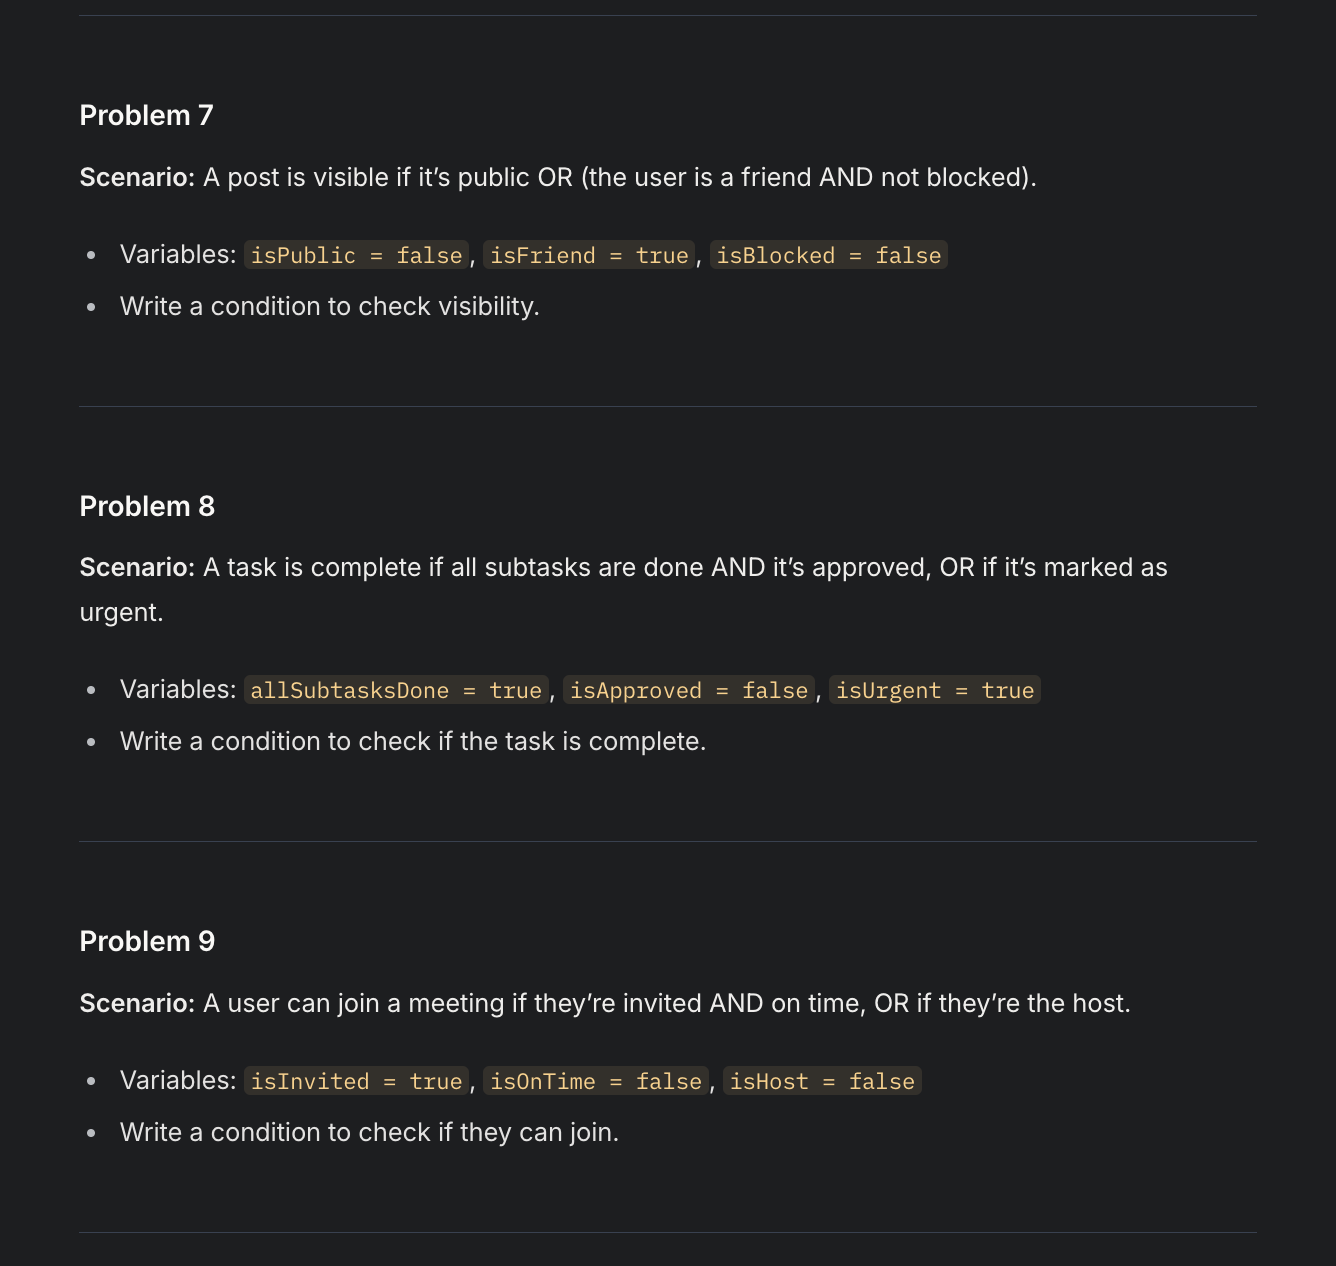 Problem 7
Scenario: A post is visible if it’s public OR (the user is a friend AND not blocked).
• Variables: isPublic = false, isFriend = true, isBlocked = false
• Write a condition to check visibility.
Problem 8
Scenario: A task is complete if all subtasks are done AND it’s approved, OR if it’s marked as
urgent.
• Variables: allSubtasksDone = true, isApproved = false, isUrgent = true
• Write a condition to check if the task is complete.
Problem 9
Scenario: A user can join a meeting if they’re invited AND on time, OR if they’re the host.
• Variables: isInvited = true, isOnTime = false, isHost = false
• Write a condition to check if they can join.